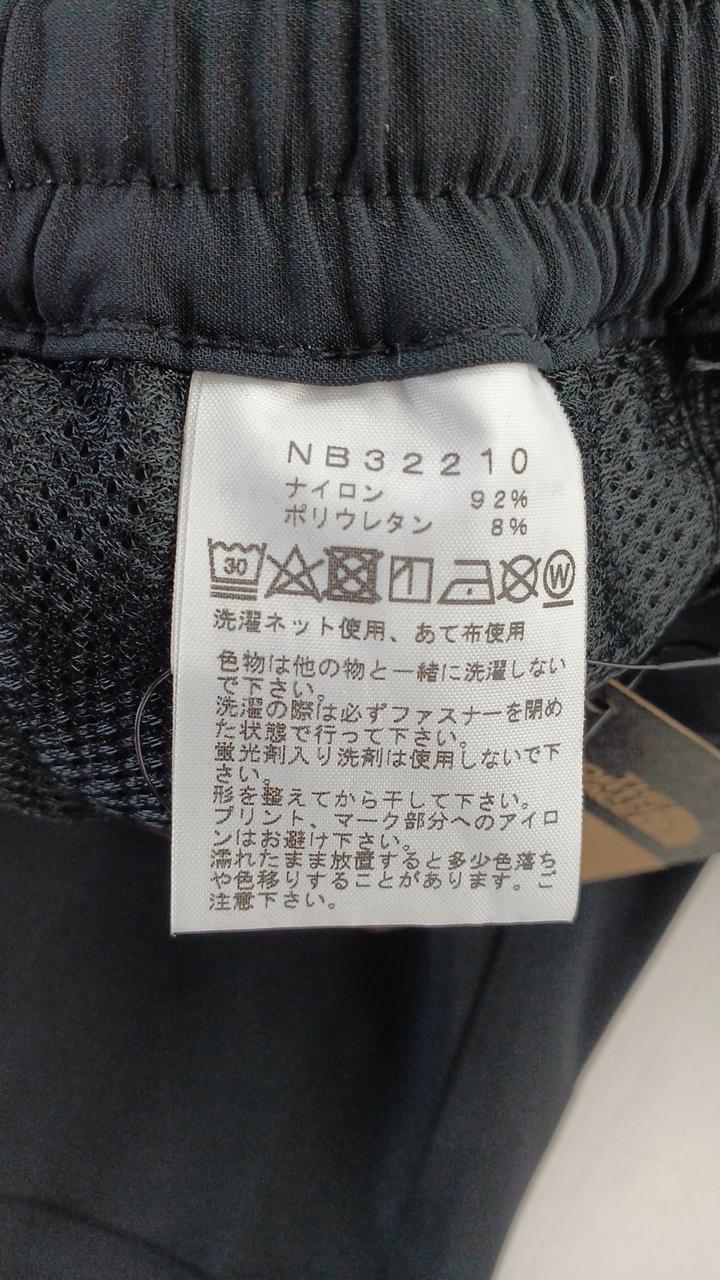 NB32210
ナイロン 92%
ポリウレタン 8%
30
W
洗濯ネット使用、あて布使用
色物は他の物と一緒に洗濯しない
で下さい。
洗濯の際は必ずファスナーを閉め
た状態で行って下さい。
蛍光剤入り洗剤は使用しないで下
さい。
形を整えてから干して下さい。
プリント、マーク部分へのアイロ
ンはお避け下さい。
濡れたまま放置すると多少色落ち
や色移りすることがあります。ご
注意下さい。
THE